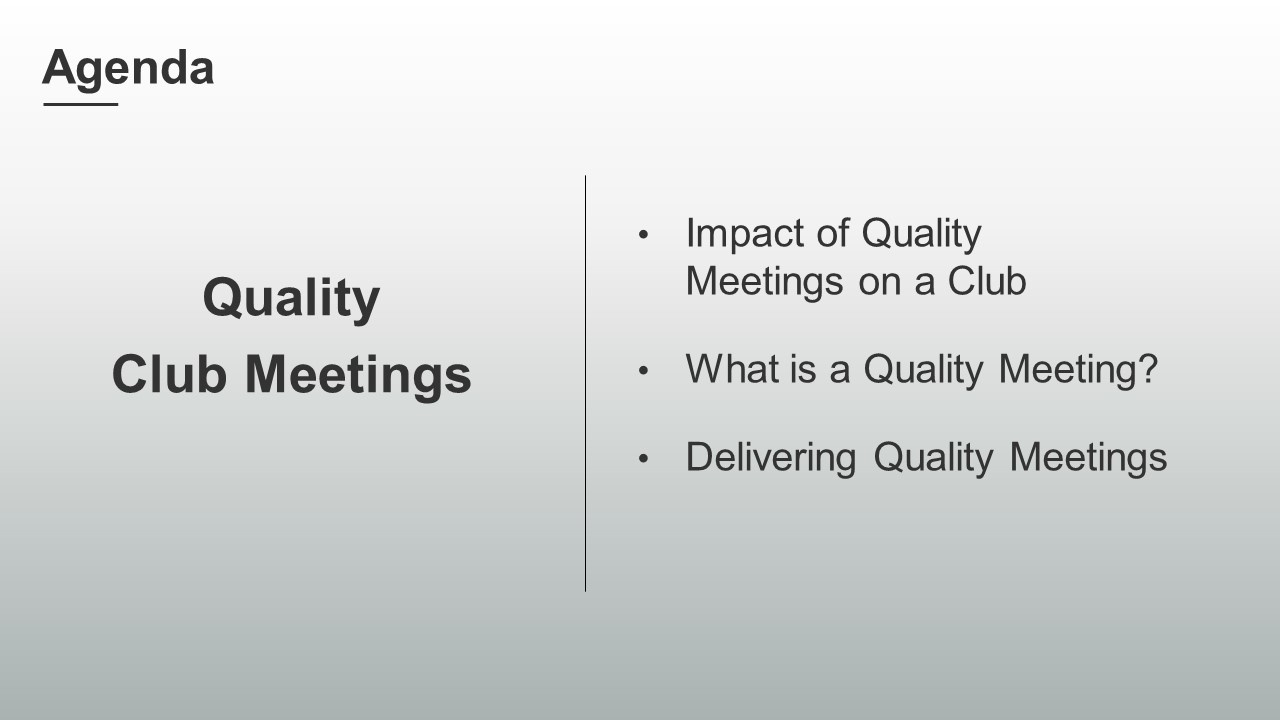 Agenda
Quality
Club Meetings
• Impact of Quality
Meetings on a Club
• What is a Quality Meeting?
• Delivering Quality Meetings